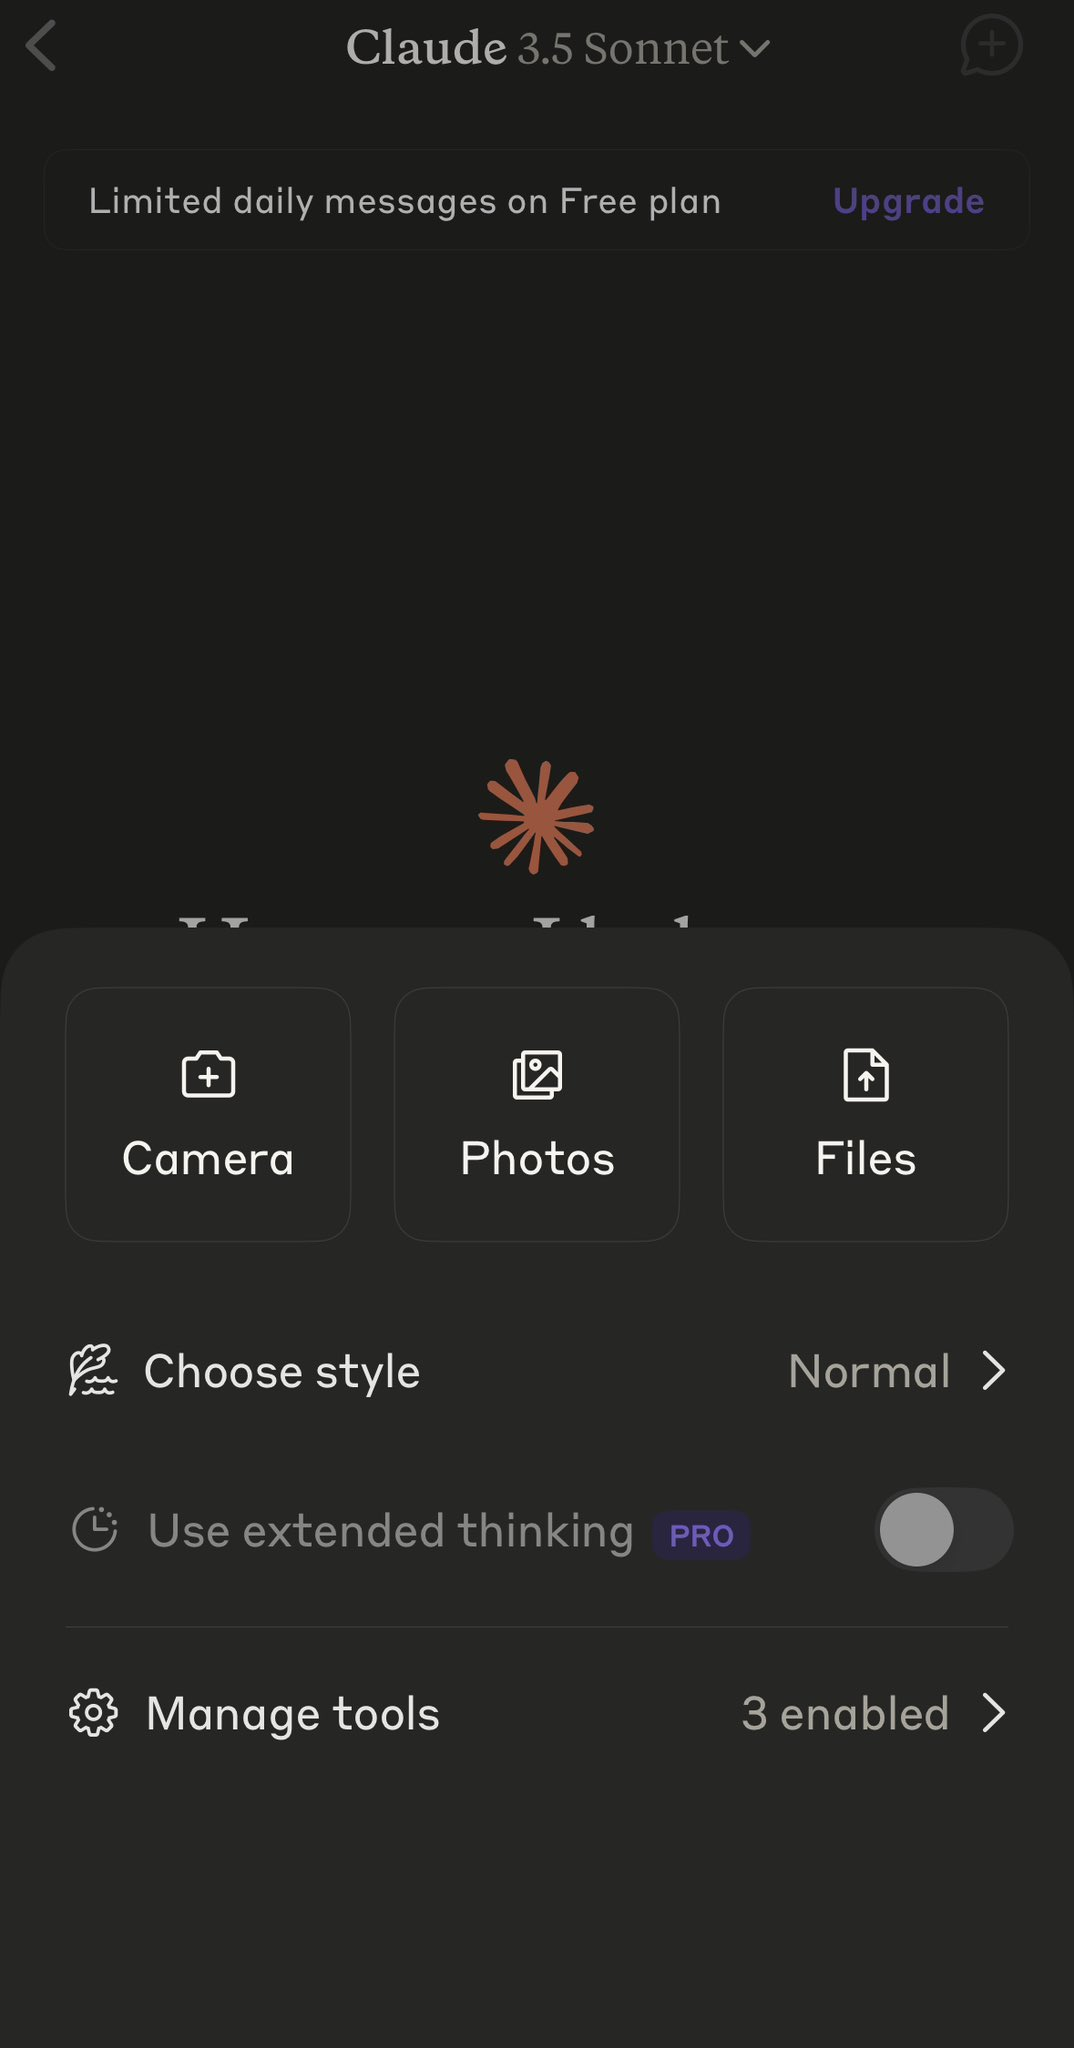 Claude 3.5 Sonnet
Limited daily messages on Free plan Upgrade
Camera Photos Files
Choose style Normal
Use extended thinking PRO
Manage tools 3 enabled